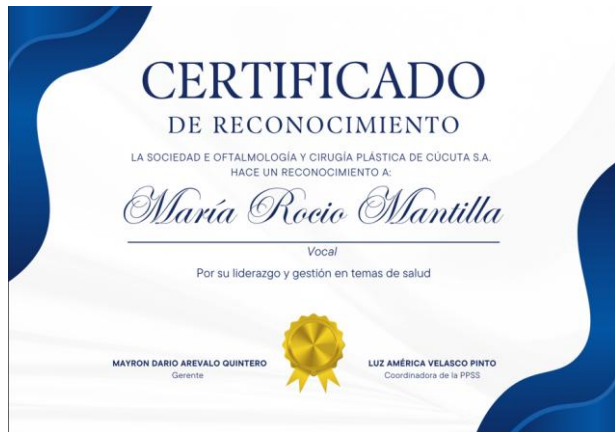 CERTIFICADO
DE RECONOCIMIENTO
LA SOCIEDAD E OFTALMOLOGÍA Y CIRUGÍA PLÁSTICA DE CÚCUTA S.A.
HACE UN RECONOCIMIENTO A:
María Rocio Mantilla
Vocal
Por su liderazgo y gestión en temas de salud
MAYRON DARIO AREVALO QUINTERO
Gerente
LUZ AMÉRICA VELASCO PINTO
Coordinadora de la PPSS